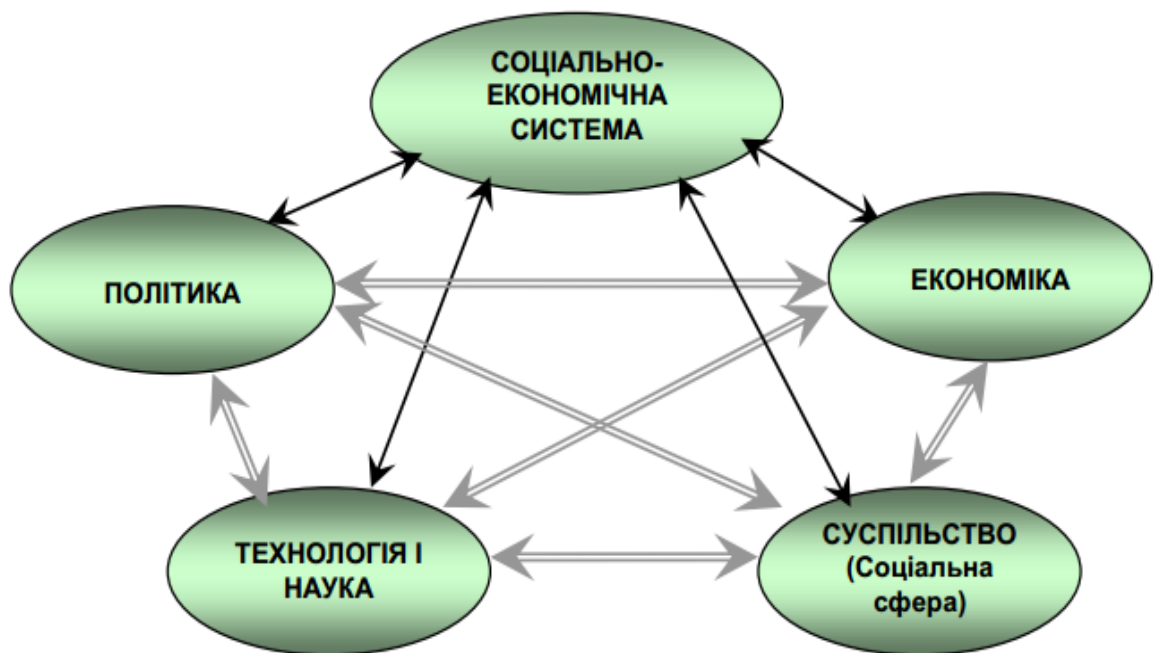 СОЦІАЛЬНО-
ЕКОНОМІЧНА
СИСТЕМА
ПОЛІТИКА
ЕКОНОМІКА
ТЕХНОЛОГІЯ І
НАУКА
СУСПІЛЬСТВО
(Соціальна
сфера)